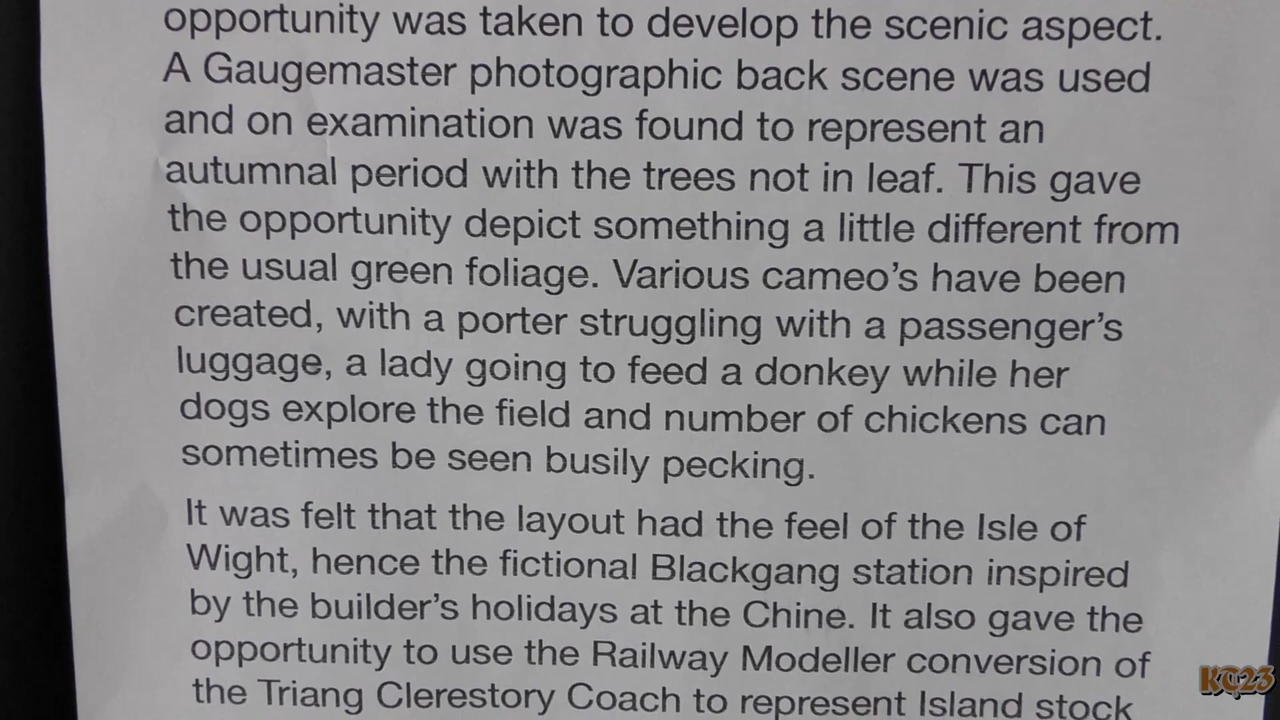 opportunity was taken to develop the scenic aspect.
A Gaugemaster photographic back scene was used
and on examination was found to represent an
autumnal period with the trees not in leaf. This gave
the opportunity depict something a little different from
the usual green foliage. Various cameo’s have been
created, with a porter struggling with a passenger’s
luggage, a lady going to feed a donkey while her
dogs explore the field and number of chickens can
sometimes be seen busily pecking.
It was felt that the layout had the feel of the Isle of
Wight, hence the fictional Blackgang station inspired
by the builder’s holidays at the Chine. It also gave the
opportunity to use the Railway Modeller conversion of
the Triang Clerestory Coach to represent Island stock
KT23